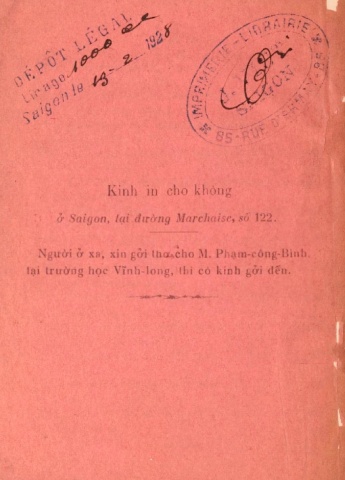 DÉPÔT LÉGAL
Tirage 1000 ex
Saigon le 13-2-1928
IMPRIMERIE-LIBRAIRIE
SAIGON
85-RUE D'
Kinh in cho không
ở Saigon, tại đường Marchaise, số 122.
Người ở xa, xin gởi thơ cho M. Phạm-công-Bình,
tại trường học Vĩnh-long, thì có kinh gởi đến.